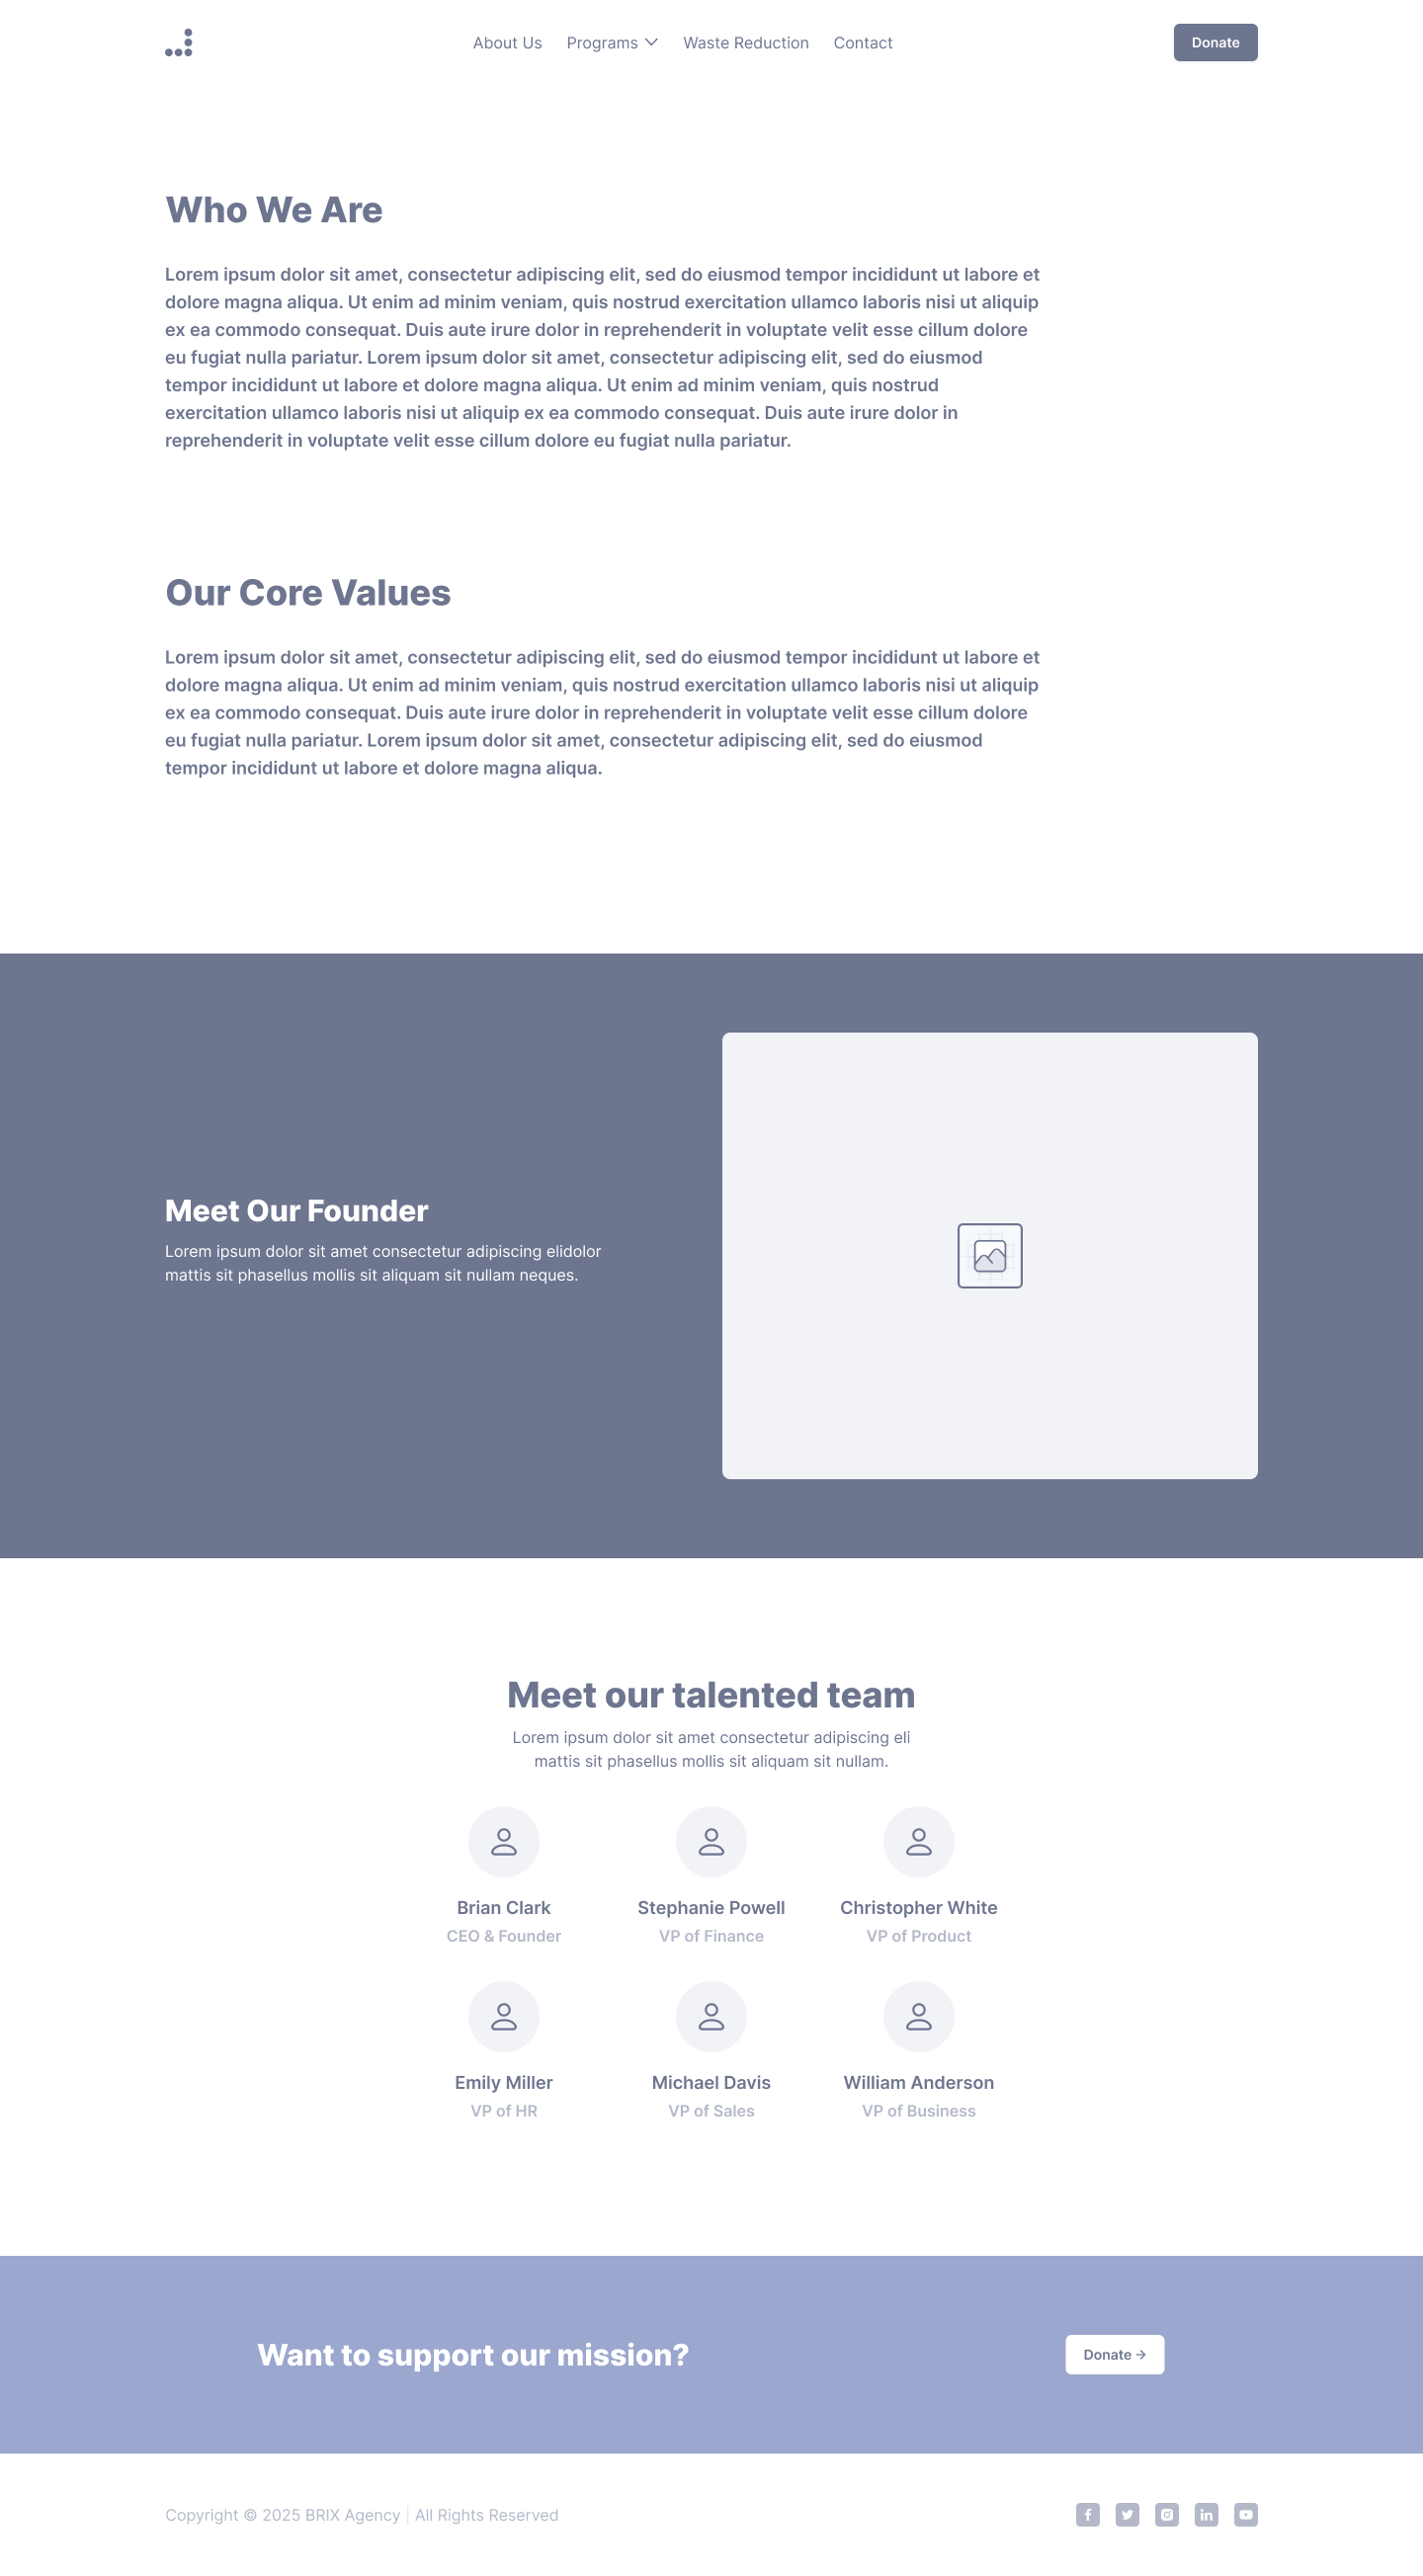 About Us Programs Waste Reduction Contact Donate
Who We Are
Lorem ipsum dolor sit amet, consectetur adipiscing elit, sed do eiusmod tempor incididunt ut labore et
dolore magna aliqua. Ut enim ad minim veniam, quis nostrud exercitation ullamco laboris nisi ut aliquip
ex ea commodo consequat. Duis aute irure dolor in reprehenderit in voluptate velit esse cillum dolore
eu fugiat nulla pariatur. Lorem ipsum dolor sit amet, consectetur adipiscing elit, sed do eiusmod
tempor incididunt ut labore et dolore magna aliqua. Ut enim ad minim veniam, quis nostrud
exercitation ullamco laboris nisi ut aliquip ex ea commodo consequat. Duis aute irure dolor in
reprehenderit in voluptate velit esse cillum dolore eu fugiat nulla pariatur.
Our Core Values
Lorem ipsum dolor sit amet, consectetur adipiscing elit, sed do eiusmod tempor incididunt ut labore et
dolore magna aliqua. Ut enim ad minim veniam, quis nostrud exercitation ullamco laboris nisi ut aliquip
ex ea commodo consequat. Duis aute irure dolor in reprehenderit in voluptate velit esse cillum dolore
eu fugiat nulla pariatur. Lorem ipsum dolor sit amet, consectetur adipiscing elit, sed do eiusmod
tempor incididunt ut labore et dolore magna aliqua.
Meet Our Founder
Lorem ipsum dolor sit amet consectetur adipiscing elidolor
mattis sit phasellus mollis sit aliquam sit nullam neques.
Meet our talented team
Lorem ipsum dolor sit amet consectetur adipiscing eli
mattis sit phasellus mollis sit aliquam sit nullam.
Brian Clark Stephanie Powell Christopher White
CEO & Founder VP of Finance VP of Product
Emily Miller Michael Davis William Anderson
VP of HR VP of Sales VP of Business
Want to support our mission? Donate →
Copyright © 2025 BRIX Agency | All Rights Reserved